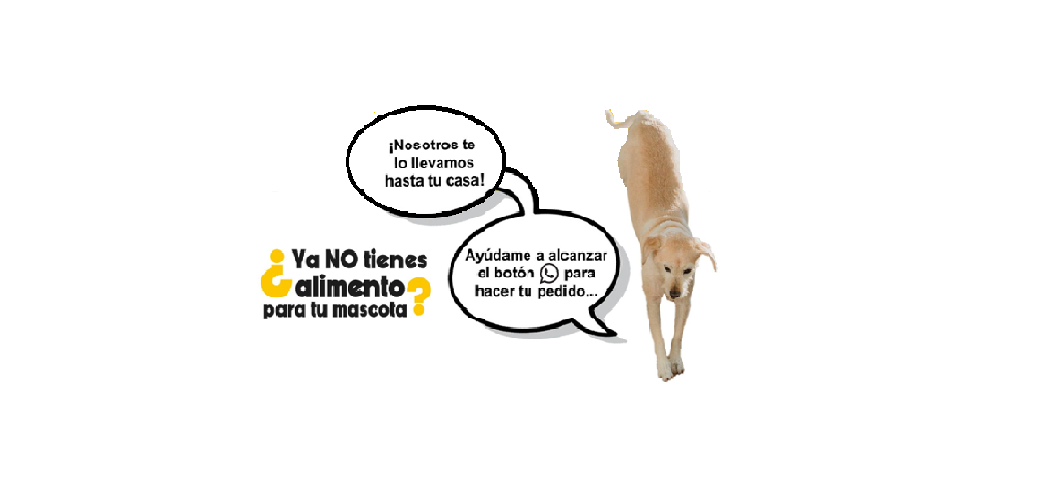 ¡Nosotros te
lo llevamos
hasta tu casa!
Ayúdame a alcanzar
el botón para
hacer tu pedido...
¿Ya NO tienes
alimento?
para tu mascota